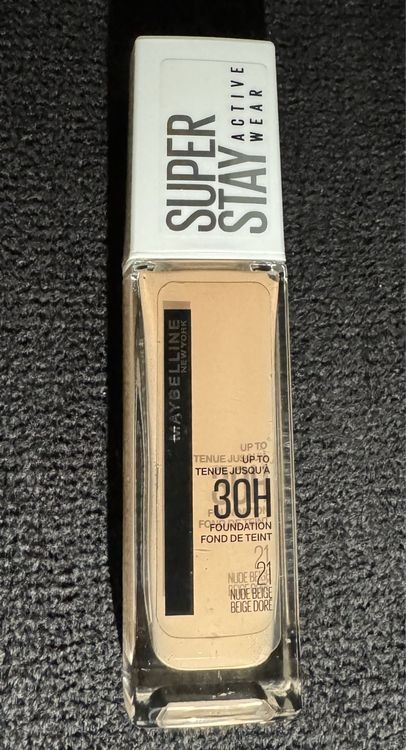 SUPER
STAY
ACTIVE
WEAR
MAYBELLINE
NEW YORK
UP TO
TENUE JUSQU'À
30H
FOUNDATION
FOND DE TEINT
21
NUDE BEIGE
BEIGE DORÉ